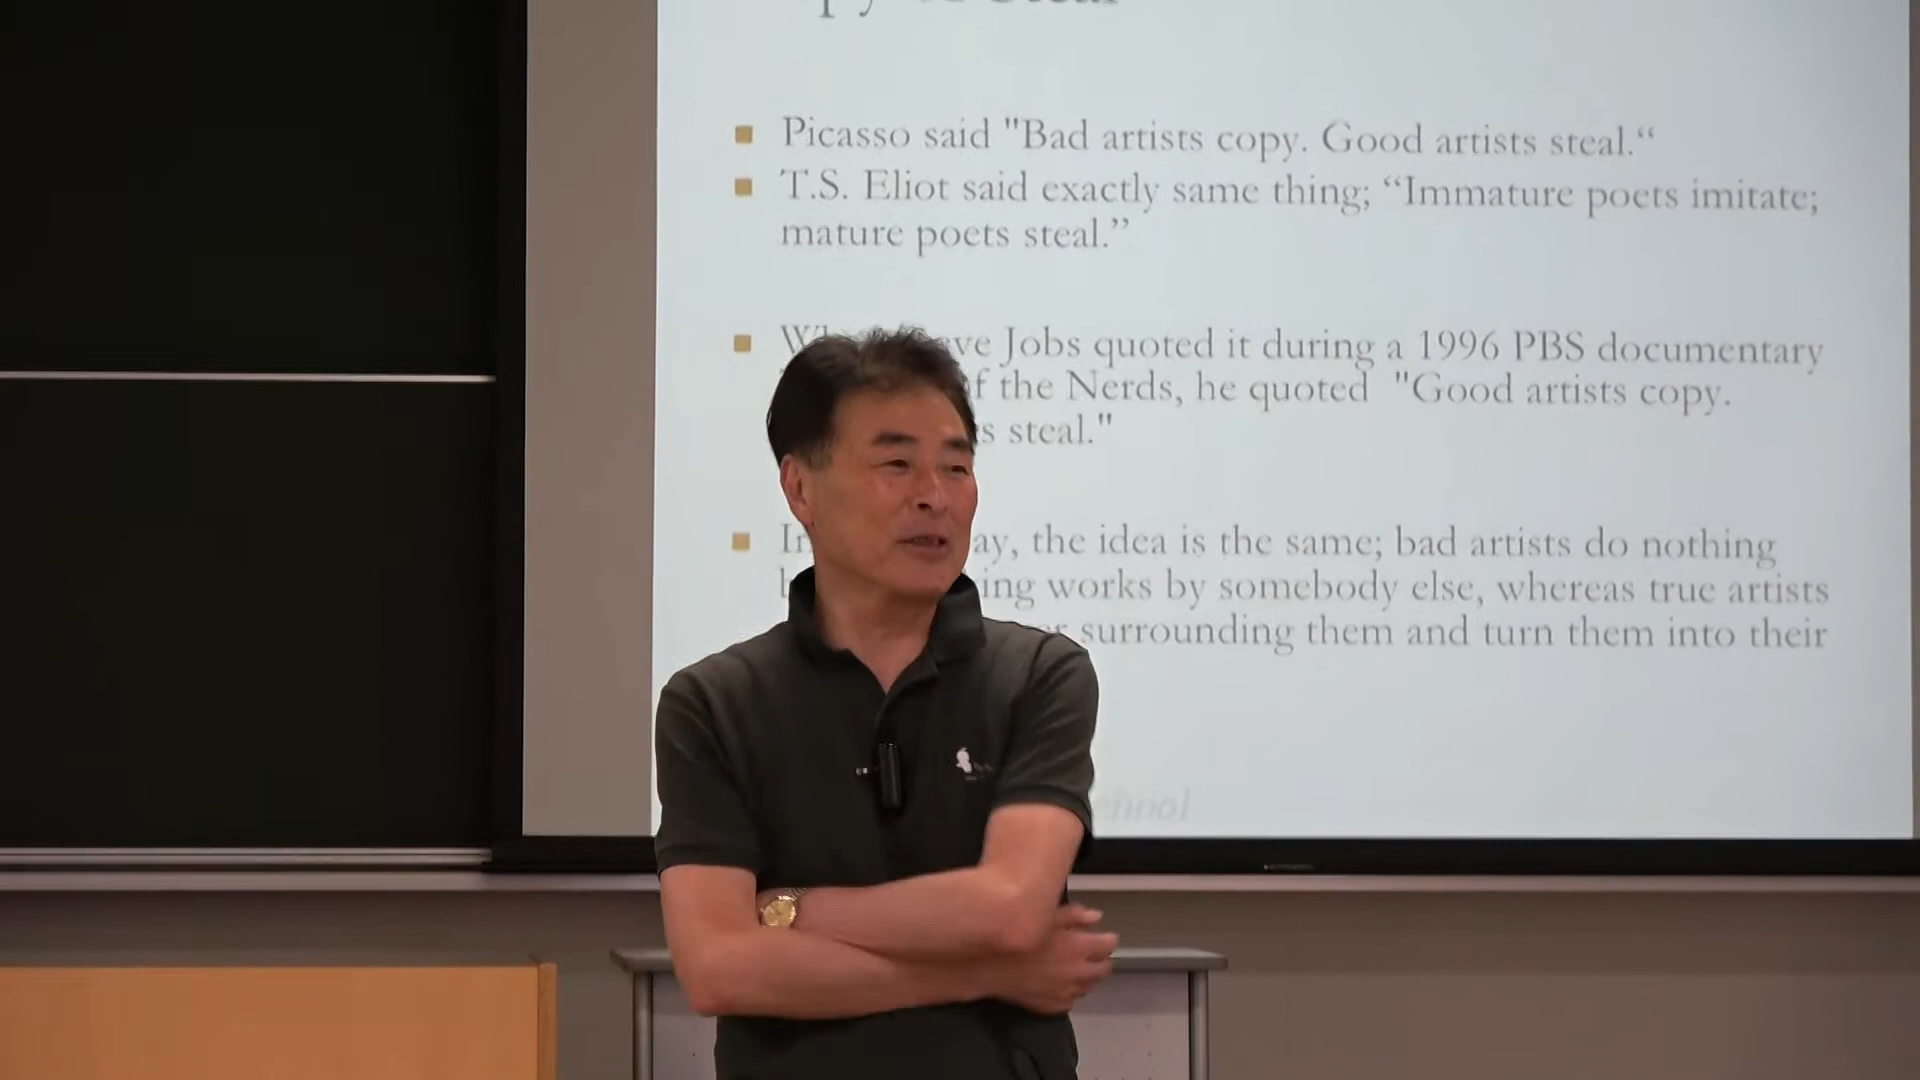 Picasso said "Bad artists copy. Good artists steal.“
T.S. Eliot said exactly same thing; “Immature poets imitate;
mature poets steal.”
Jobs quoted it during a 1996 PBS documentary
the Nerds, he quoted "Good artists copy.
steal."
the idea is the same; bad artists do nothing
works by somebody else, whereas true artists
surrounding them and turn them into their